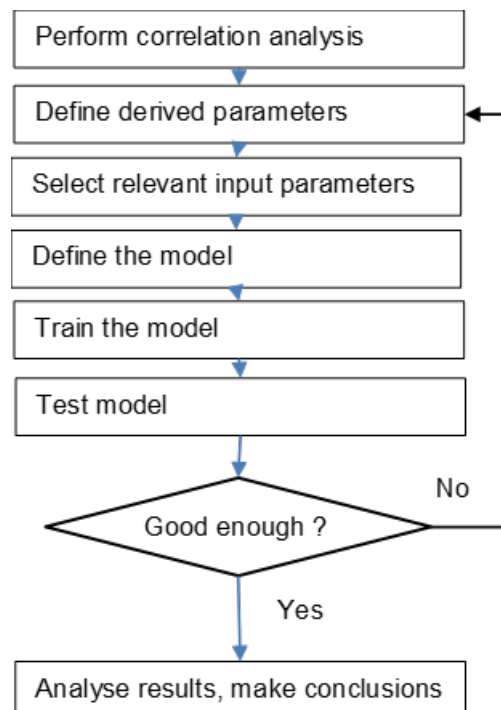 Perform correlation analysis
Define derived parameters
Select relevant input parameters
Define the model
Train the model
Test model
No
Good enough ?
Yes
Analyse results, make conclusions